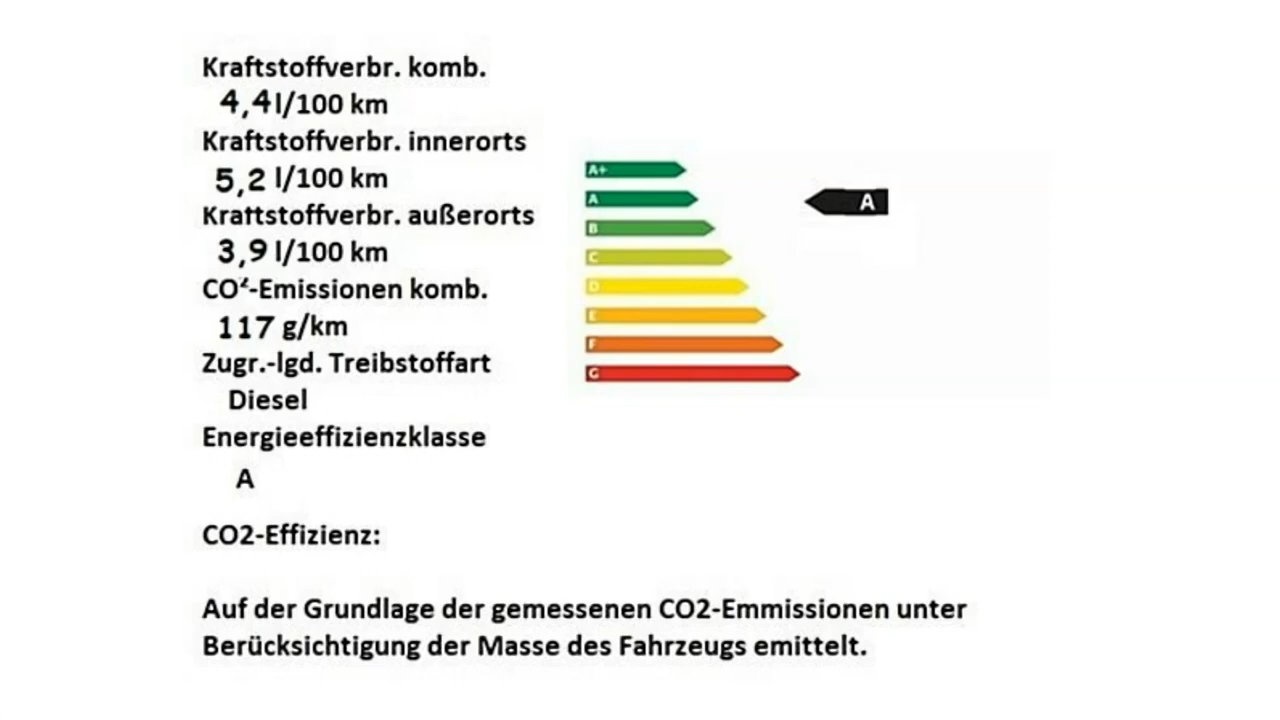 Kraftstoffverbr. komb.
4,4 l/100 km
Kraftstoffverbr. innerorts
5,2 l/100 km
Kraftstoffverbr. außerorts
3,9 l/100 km
CO²-Emissionen komb.
117 g/km
Zugr.-lgd. Treibstoffart
Diesel
Energieeffizienzklasse
A
A+
A
B
C
D
E
F
G
A
CO2-Effizienz:
Auf der Grundlage der gemessenen CO2-Emmissionen unter
Berücksichtigung der Masse des Fahrzeugs emittelt.